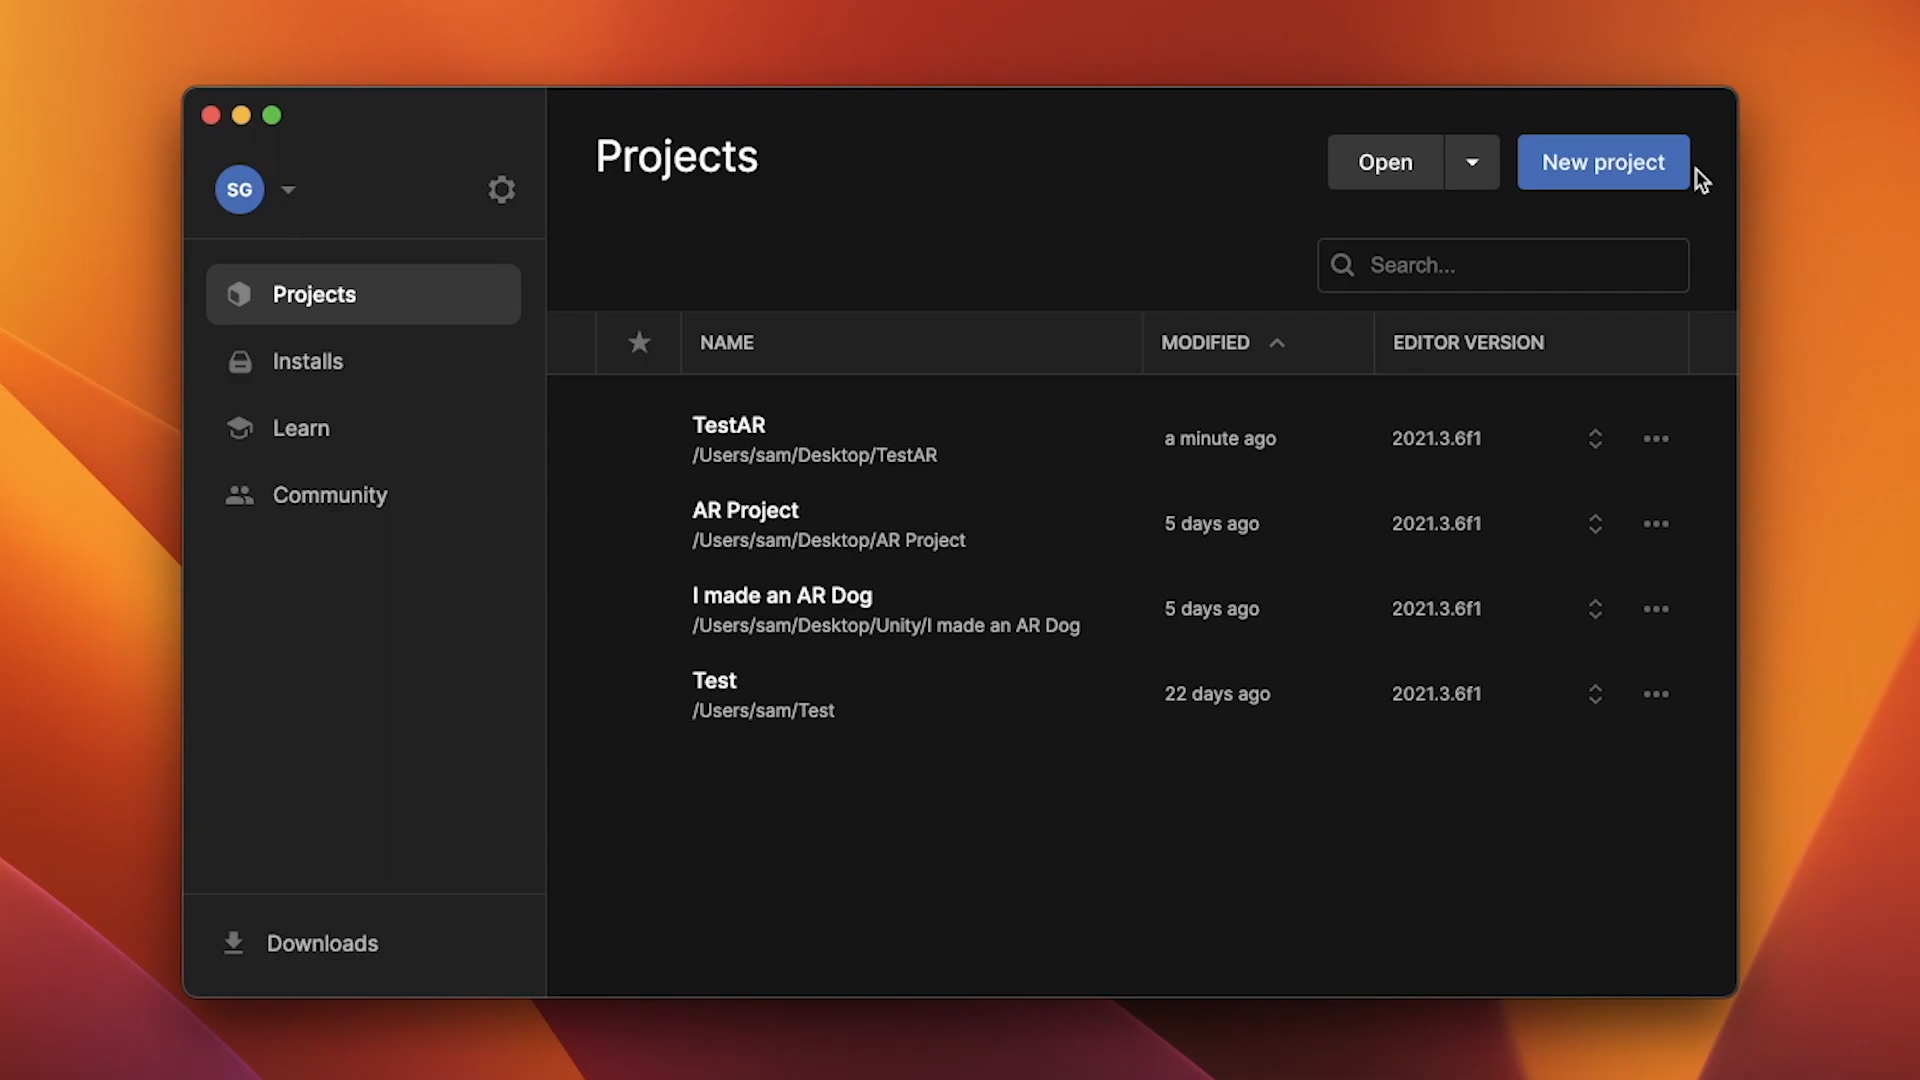 SG
Projects
Installs
Learn
Community
Downloads
Projects
Open
New project
Search...
NAME
MODIFIED
EDITOR VERSION
TestAR
/Users/sam/Desktop/TestAR
a minute ago
2021.3.6f1
AR Project
/Users/sam/Desktop/AR Project
5 days ago
2021.3.6f1
I made an AR Dog
/Users/sam/Desktop/Unity/I made an AR Dog
5 days ago
2021.3.6f1
Test
/Users/sam/Test
22 days ago
2021.3.6f1